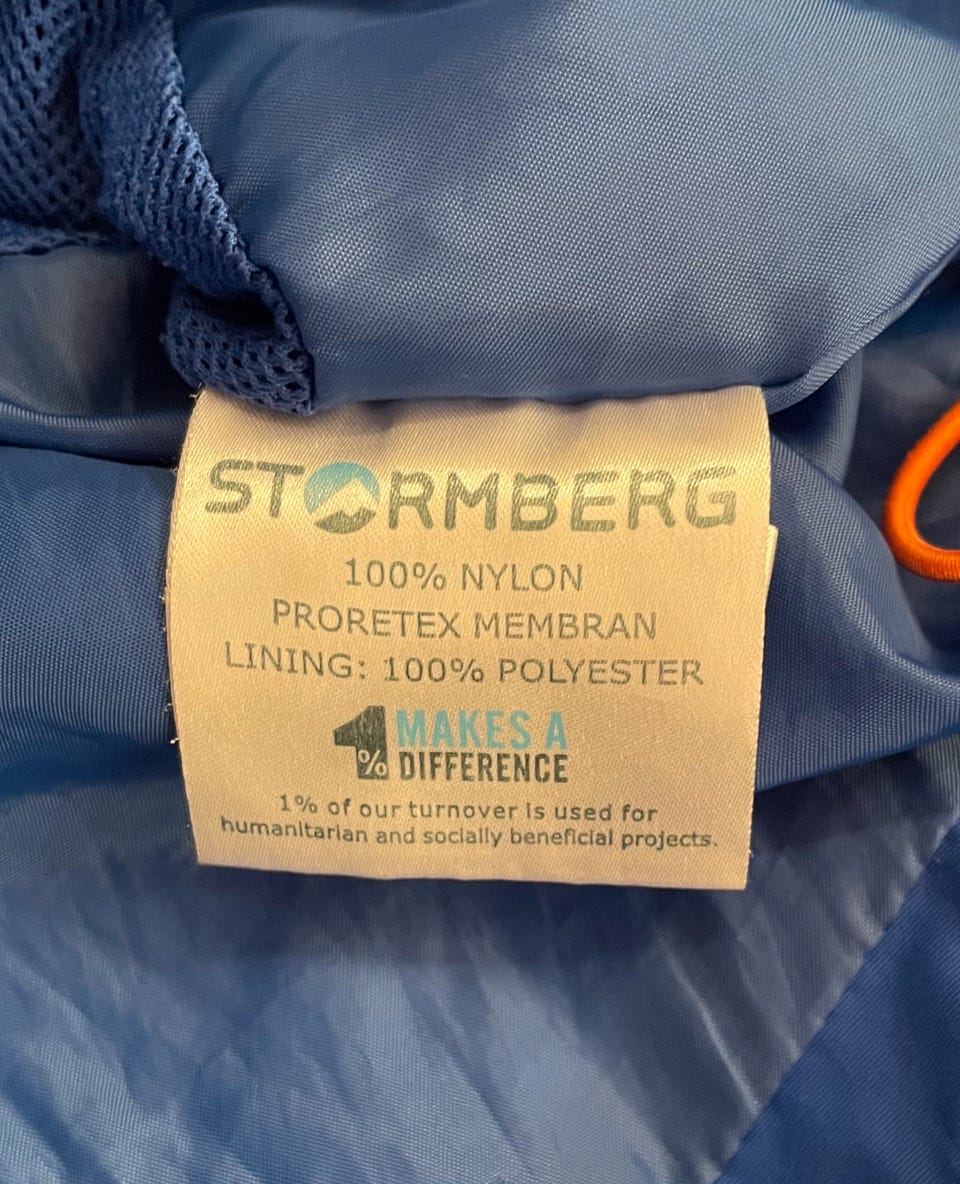 STORMBERG
100% NYLON
PRORETEX MEMBRAN
LINING: 100% POLYESTER
1% MAKES A
DIFFERENCE
1% of our turnover is used for
humanitarian and socially beneficial projects.